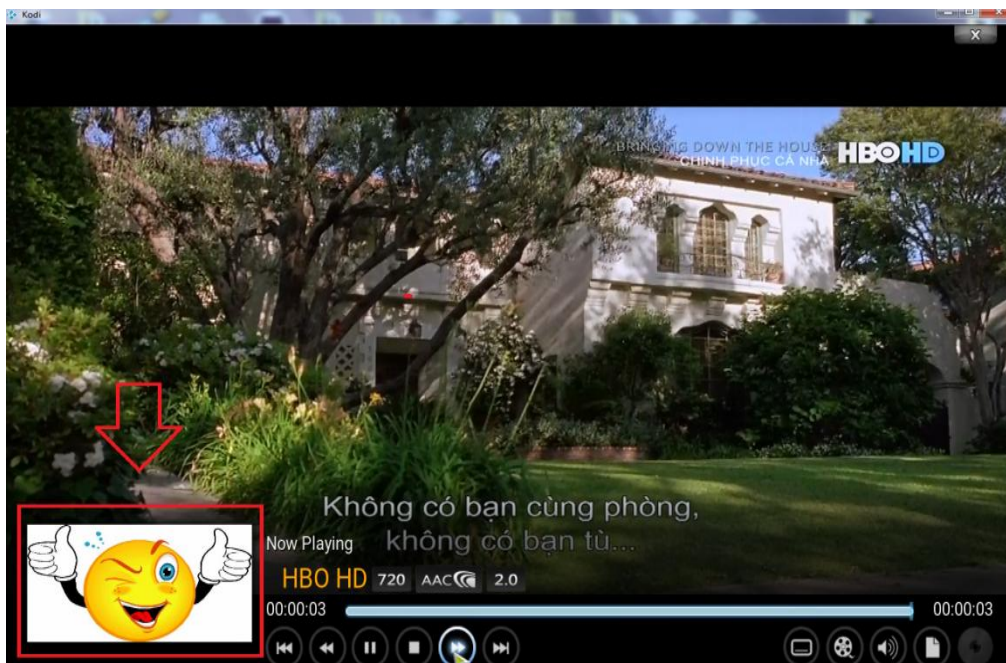 Kodi
X
BRINGING DOWN THE HOUSE
CHINH PHỤC CẢ NHÀ
HBO HD
Không có bạn cùng phòng,
không có bạn tù...
Now Playing
HBO HD 720 AAC 2.0
00:00:03 00:00:03